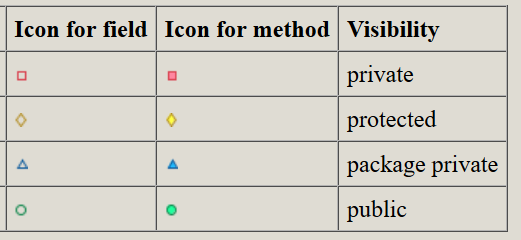 Icon for field Icon for method Visibility
private
protected
package private
public